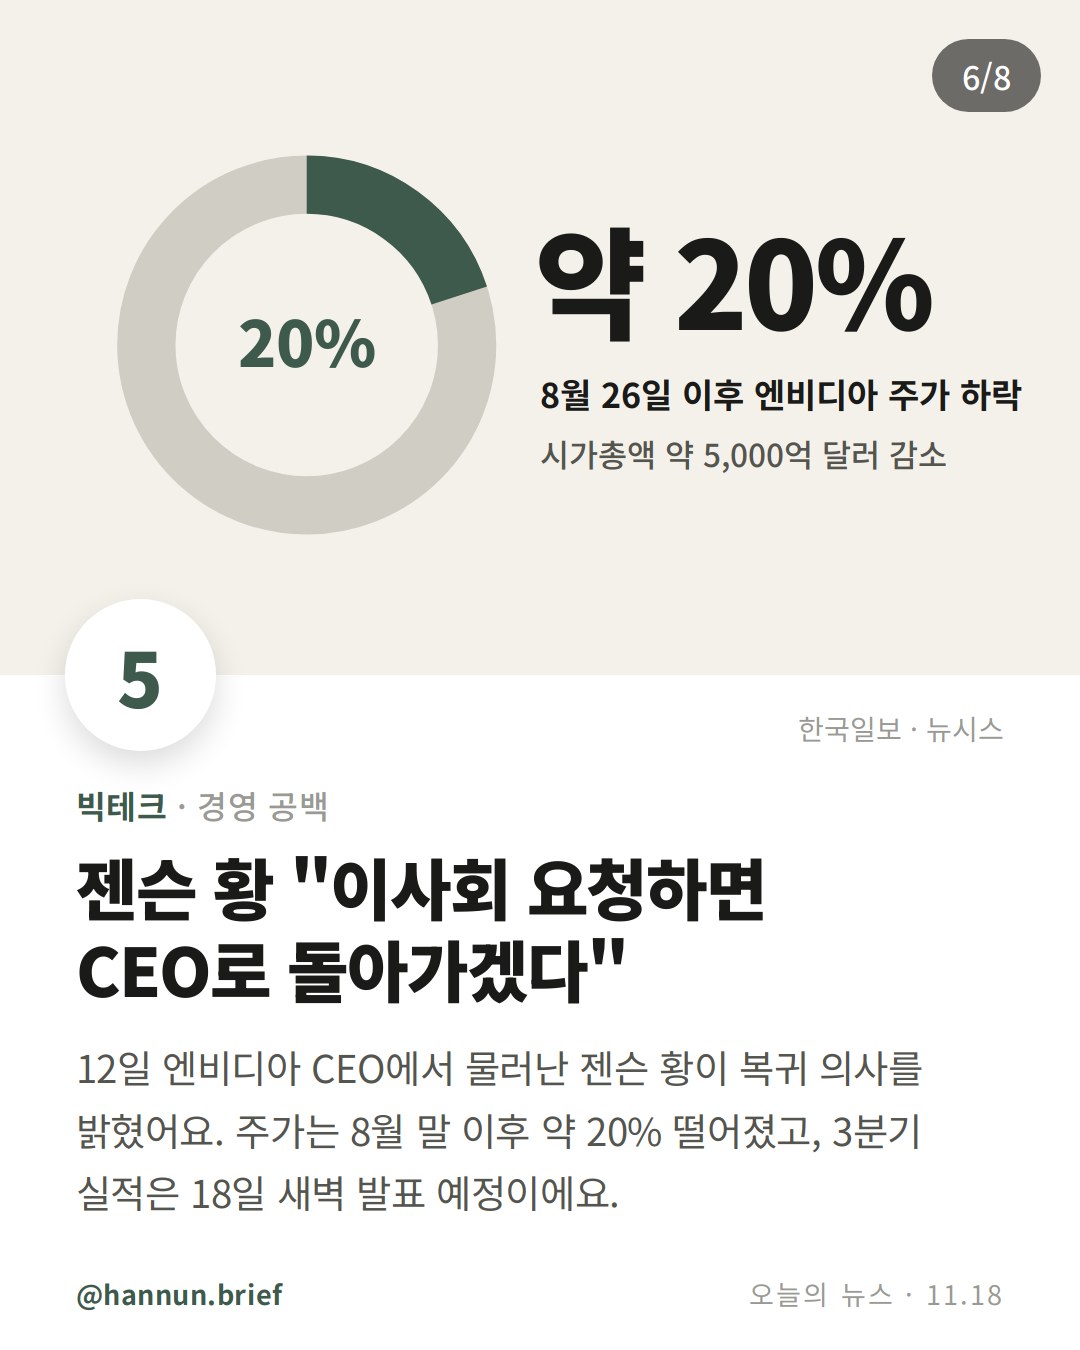 6/8
20%
약 20%
8월 26일 이후 엔비디아 주가 하락
시가총액 약 5,000억 달러 감소
5
한국일보 · 뉴시스
빅테크 · 경영 공백
젠슨 황 "이사회 요청하면
CEO로 돌아가겠다"
12일 엔비디아 CEO에서 물러난 젠슨 황이 복귀 의사를
밝혔어요. 주가는 8월 말 이후 약 20% 떨어졌고, 3분기
실적은 18일 새벽 발표 예정이에요.
@hannun.brief
오늘의 뉴스 · 11.18